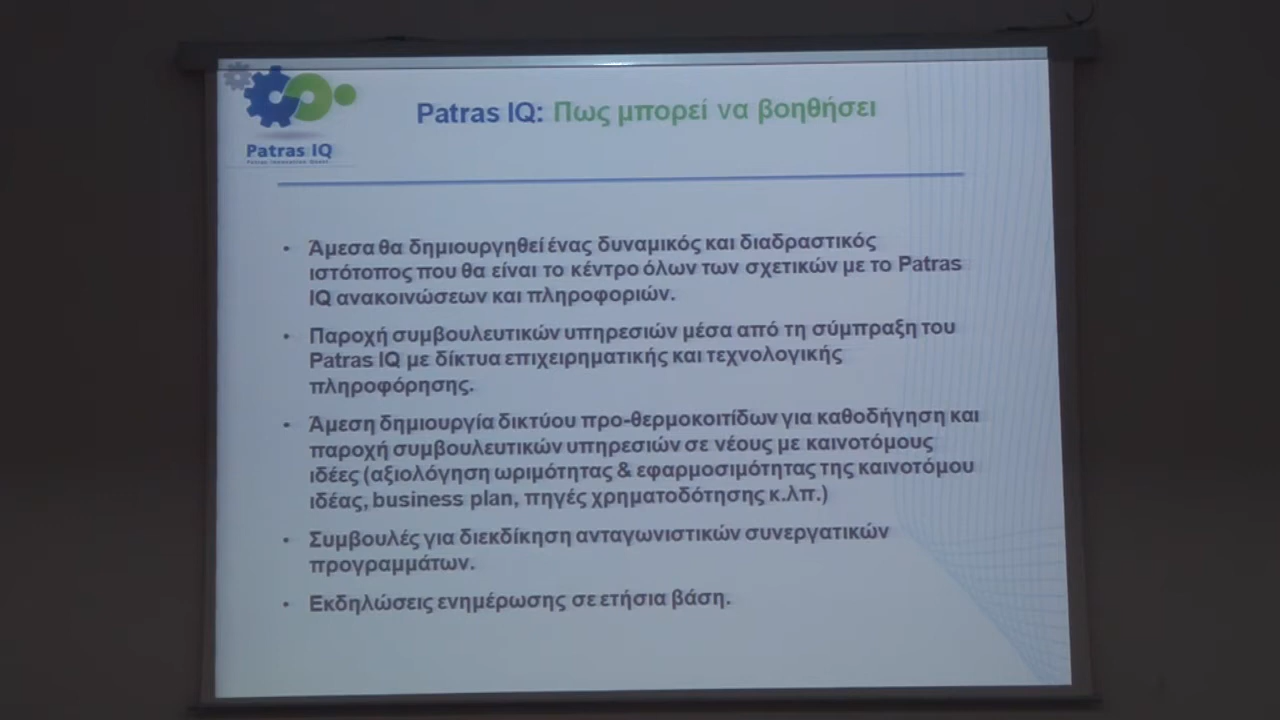 Patras IQ
Patras Innovation Quest
Patras IQ: Πως μπορεί να βοηθήσει
• Άμεσα θα δημιουργηθεί ένας δυναμικός και διαδραστικός
ιστότοπος που θα είναι το κέντρο όλων των σχετικών με το Patras
IQ ανακοινώσεων και πληροφοριών.
• Παροχή συμβουλευτικών υπηρεσιών μέσα από τη σύμπραξη του
Patras IQ με δίκτυα επιχειρηματικής και τεχνολογικής
πληροφόρησης.
• Άμεση δημιουργία δικτύου προ-θερμοκοιτίδων για καθοδήγηση και
παροχή συμβουλευτικών υπηρεσιών σε νέους με καινοτόμους
ιδέες (αξιολόγηση ωριμότητας & εφαρμοσιμότητας της καινοτόμου
ιδέας, business plan, πηγές χρηματοδότησης κ.λπ.)
• Συμβουλές για διεκδίκηση ανταγωνιστικών συνεργατικών
προγραμμάτων.
• Εκδηλώσεις ενημέρωσης σε ετήσια βάση.